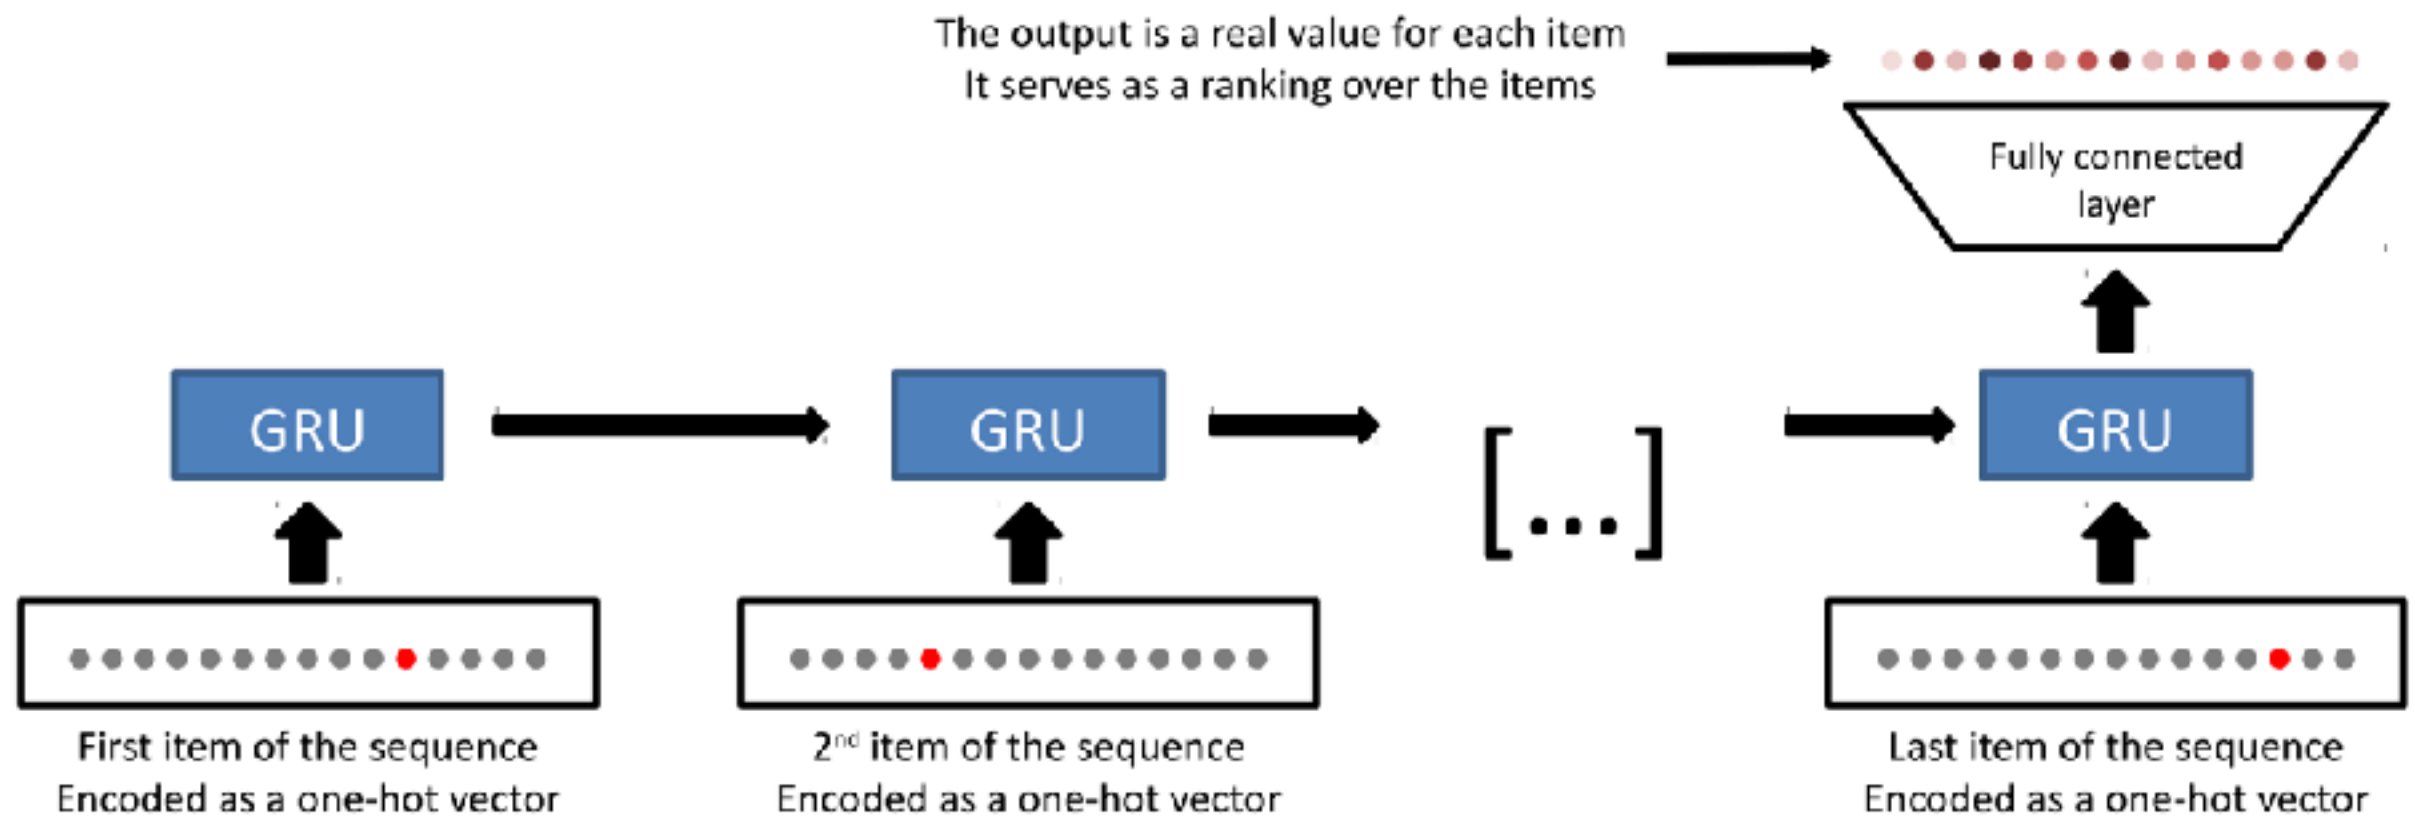 The output is a real value for each item
It serves as a ranking over the items
Fully connected
layer
GRU
GRU
[...]
GRU
First item of the sequence
Encoded as a one-hot vector
2nd item of the sequence
Encoded as a one-hot vector
Last item of the sequence
Encoded as a one-hot vector